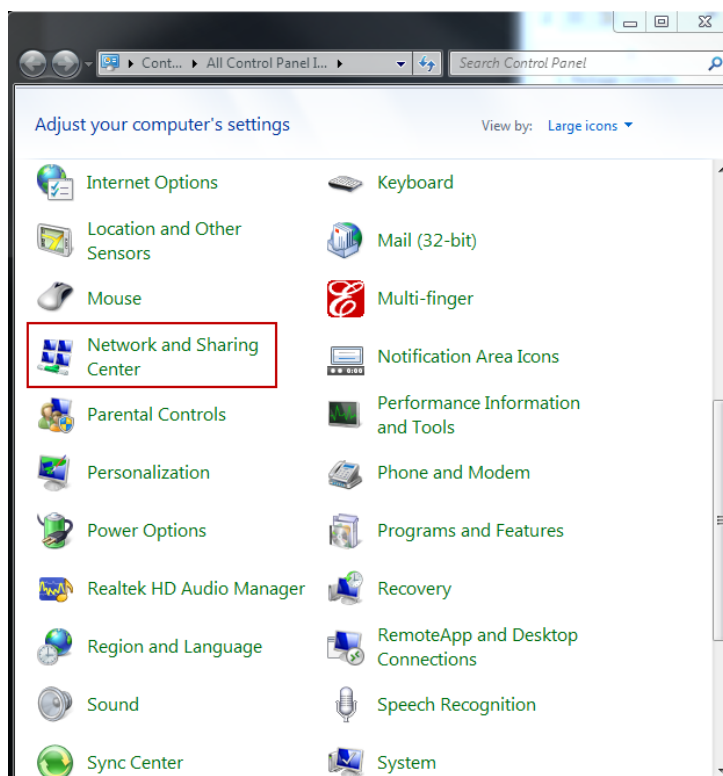 Cont... All Control Panel I...
Search Control Panel
Adjust your computer's settings
View by: Large icons
Internet Options
Keyboard
Location and Other
Sensors
Mail (32-bit)
Mouse
Multi-finger
Network and Sharing
Center
Notification Area Icons
Parental Controls
Performance Information
and Tools
Personalization
Phone and Modem
Power Options
Programs and Features
Realtek HD Audio Manager
Recovery
Region and Language
RemoteApp and Desktop
Connections
Sound
Speech Recognition
Sync Center
System